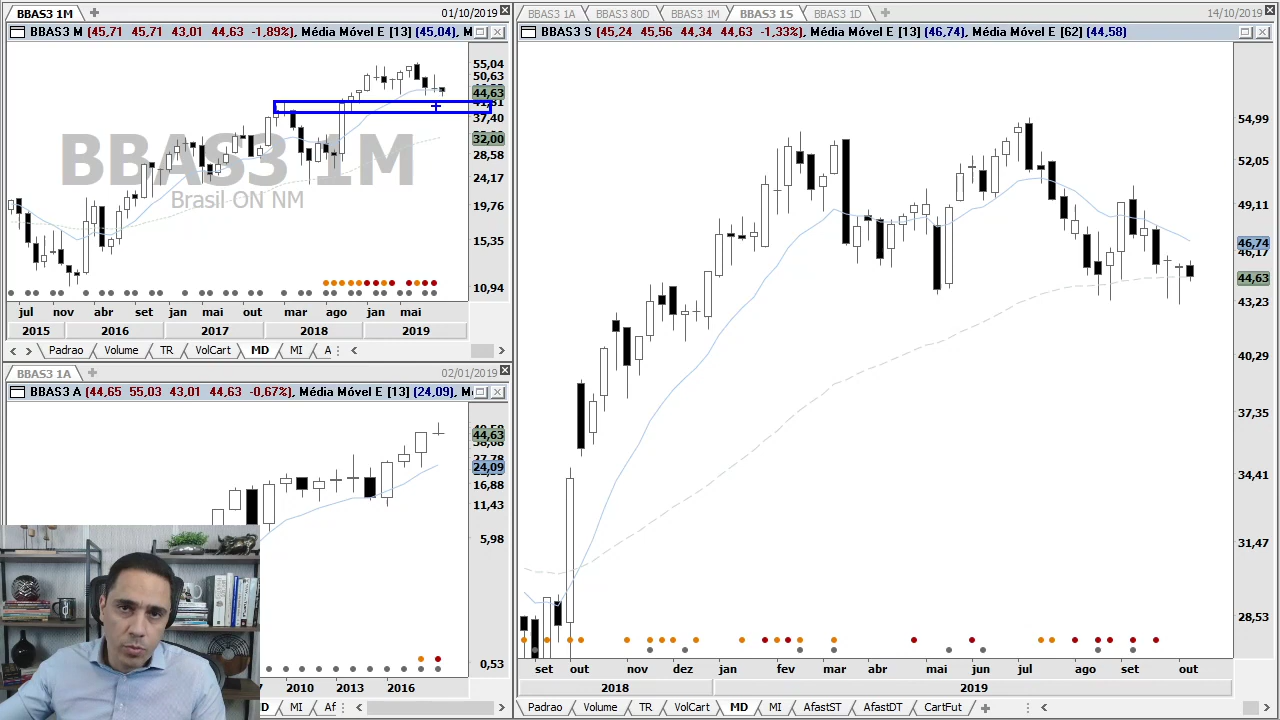 BBAS3 1M
01/10/2019
BBAS3 M (45,71 45,71 43,01 44,63 -1,89%), Média Móvel E [13] (45,04), M
55,04
50,63
44,63
41,81
37,40
32,00
28,58
24,17
19,76
15,35
10,94
BBAS3 1M
Brasil ON NM
jul nov abr set jan mai out mar ago jan mai
2015 2016 2017 2018 2019
Padrao Volume TR VolCart MD MI A
BBAS3 1A
02/01/2019
BBAS3 A (44,65 55,03 43,01 44,63 -0,67%), Média Móvel E [13] (24,09), M
44,63
24,09
16,88
11,43
5,98
0,53
2010 2013 2016
D MI Af
BBAS3 1A BBAS3 80D BBAS3 1M BBAS3 1S BBAS3 1D
14/10/2019
BBAS3 S (45,24 45,56 44,34 44,63 -1,33%), Média Móvel E [13] (46,74), Média Móvel E [62] (44,58)
54,99
52,05
49,11
46,74
46,17
44,63
43,23
40,29
37,35
34,41
31,47
28,53
set out nov dez jan fev mar abr mai jun jul ago set out
2018 2019
Padrao Volume TR VolCart MD MI AfastST AfastDT CartFut